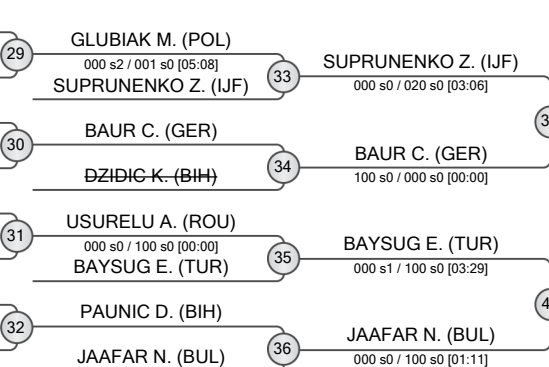 29
GLUBIAK M. (POL)
000 s2 / 001 s0 [05:08]
SUPRUNENKO Z. (IJF)
33
SUPRUNENKO Z. (IJF)
000 s0 / 020 s0 [03:06]
3
30
BAUR C. (GER)
DZIDIC K. (BIH)
34
BAUR C. (GER)
100 s0 / 000 s0 [00:00]
31
USURELU A. (ROU)
000 s0 / 100 s0 [00:00]
BAYSUG E. (TUR)
35
BAYSUG E. (TUR)
000 s1 / 100 s0 [03:29]
4
32
PAUNIC D. (BIH)
JAAFAR N. (BUL)
36
JAAFAR N. (BUL)
000 s0 / 100 s0 [01:11]